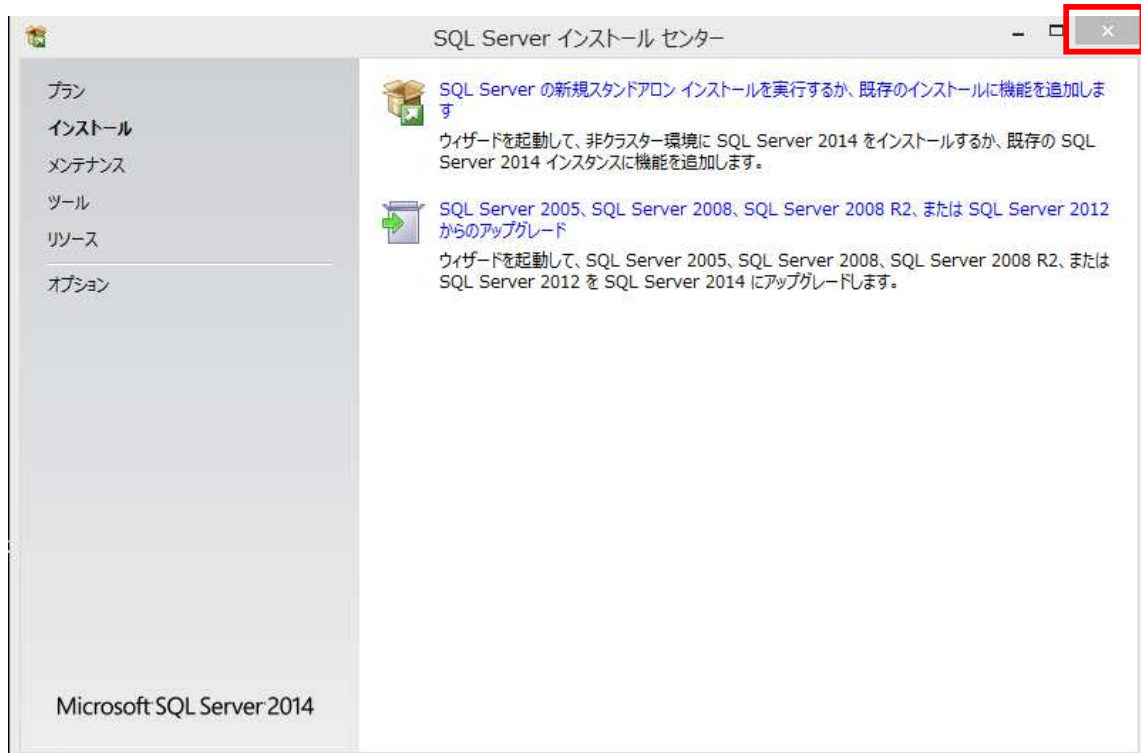 SQL Server インストール センター
プラン
インストール
メンテナンス
ツール
リソース
オプション
SQL Server の新規スタンドアロン インストールを実行するか、既存のインストールに機能を追加しま
す
ウィザードを起動して、非クラスター環境に SQL Server 2014 をインストールするか、既存の SQL
Server 2014 インスタンスに機能を追加します。
SQL Server 2005、SQL Server 2008、SQL Server 2008 R2、または SQL Server 2012
からのアップグレード
ウィザードを起動して、SQL Server 2005、SQL Server 2008、SQL Server 2008 R2、または
SQL Server 2012 を SQL Server 2014 にアップグレードします。
Microsoft SQL Server 2014